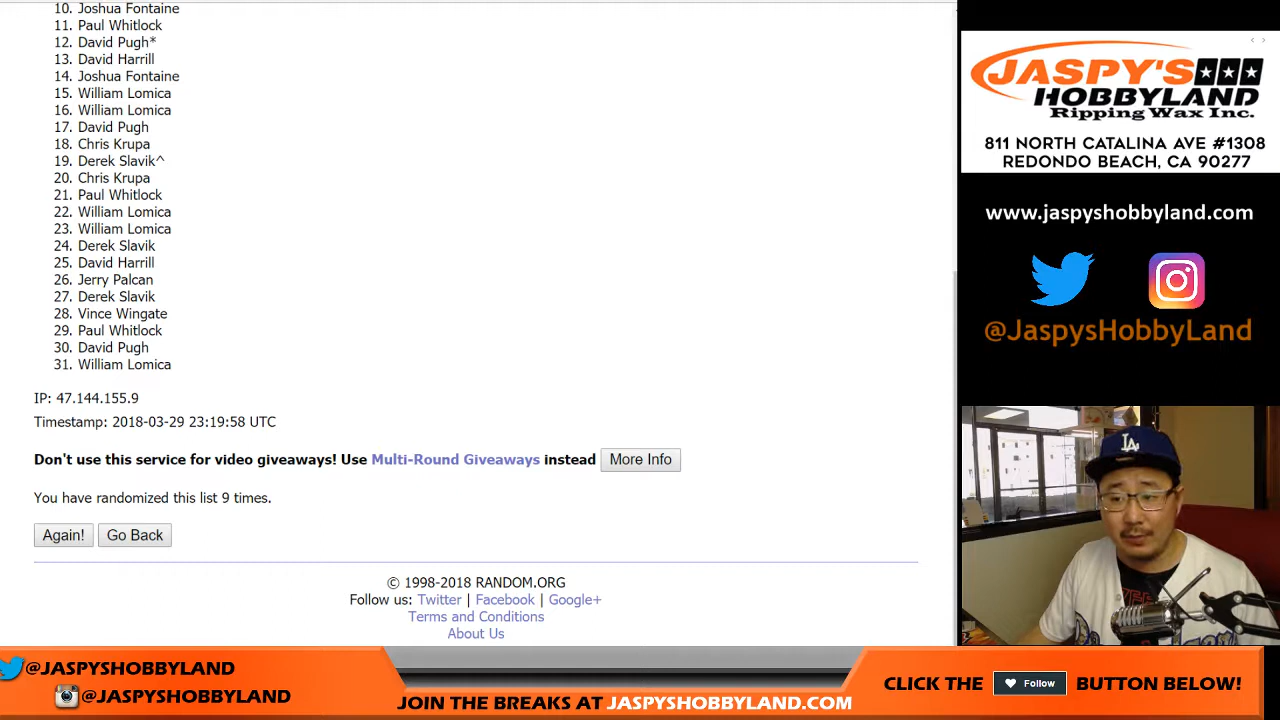 10. Joshua Fontaine
11. Paul Whitlock
12. David Pugh*
13. David Harrill
14. Joshua Fontaine
15. William Lomica
16. William Lomica
17. David Pugh
18. Chris Krupa
19. Derek Slavik^
20. Chris Krupa
21. Paul Whitlock
22. William Lomica
23. William Lomica
24. Derek Slavik
25. David Harrill
26. Jerry Palcan
27. Derek Slavik
28. Vince Wingate
29. Paul Whitlock
30. David Pugh
31. William Lomica
IP: 47.144.155.9
Timestamp: 2018-03-29 23:19:58 UTC
Don't use this service for video giveaways! Use Multi-Round Giveaways instead More Info
You have randomized this list 9 times.
Again! Go Back
© 1998-2018 RANDOM.ORG
Follow us: Twitter | Facebook | Google+
Terms and Conditions
About Us
JASPY'S
HOBBYLAND
Ripping Wax Inc.
811 NORTH CATALINA AVE #1308
REDONDO BEACH, CA 90277
www.jaspyshobbyland.com
@JaspysHobbyLand
LA
@JASPYSHOBBYLAND
@JASPYSHOBBYLAND
JOIN THE BREAKS AT JASPYSHOBBYLAND.COM
CLICK THE Follow BUTTON BELOW!